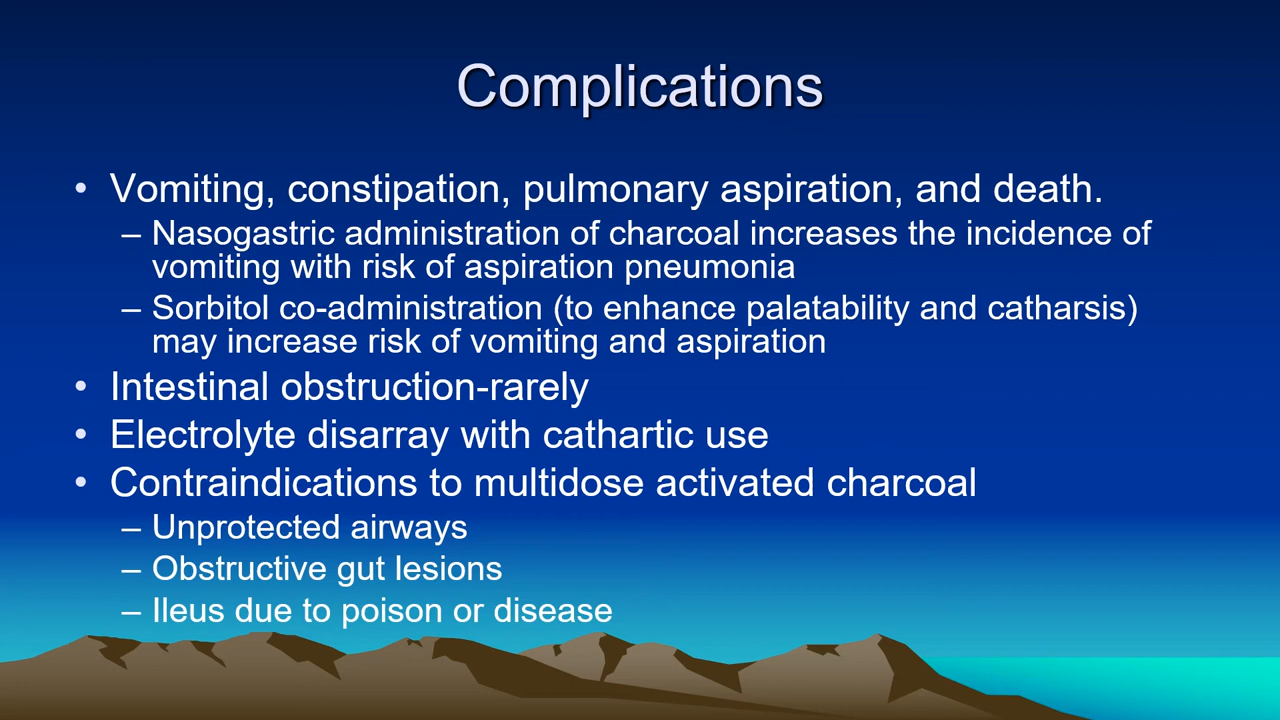 Complications
• Vomiting, constipation, pulmonary aspiration, and death.
– Nasogastric administration of charcoal increases the incidence of
vomiting with risk of aspiration pneumonia
– Sorbitol co-administration (to enhance palatability and catharsis)
may increase risk of vomiting and aspiration
• Intestinal obstruction-rarely
• Electrolyte disarray with cathartic use
• Contraindications to multidose activated charcoal
– Unprotected airways
– Obstructive gut lesions
– Ileus due to poison or disease